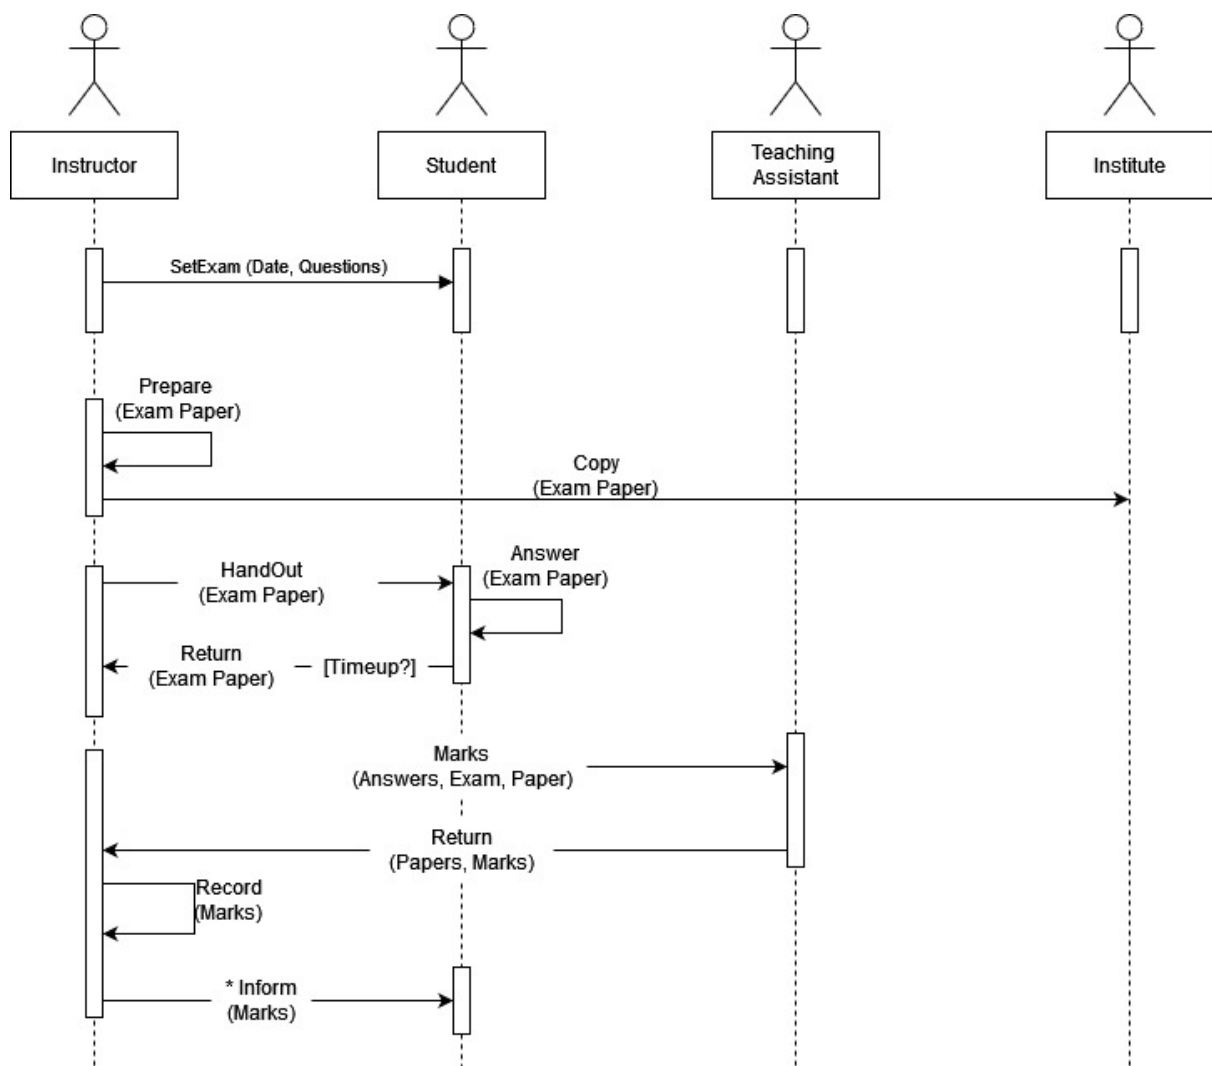 Instructor
Student
Teaching
Assistant
Institute
SetExam (Date, Questions)
Prepare
(Exam Paper)
Copy
(Exam Paper)
HandOut
(Exam Paper)
Answer
(Exam Paper)
Return
(Exam Paper)
[Timeup?]
Marks
(Answers, Exam, Paper)
Return
(Papers, Marks)
Record
(Marks)
* Inform
(Marks)